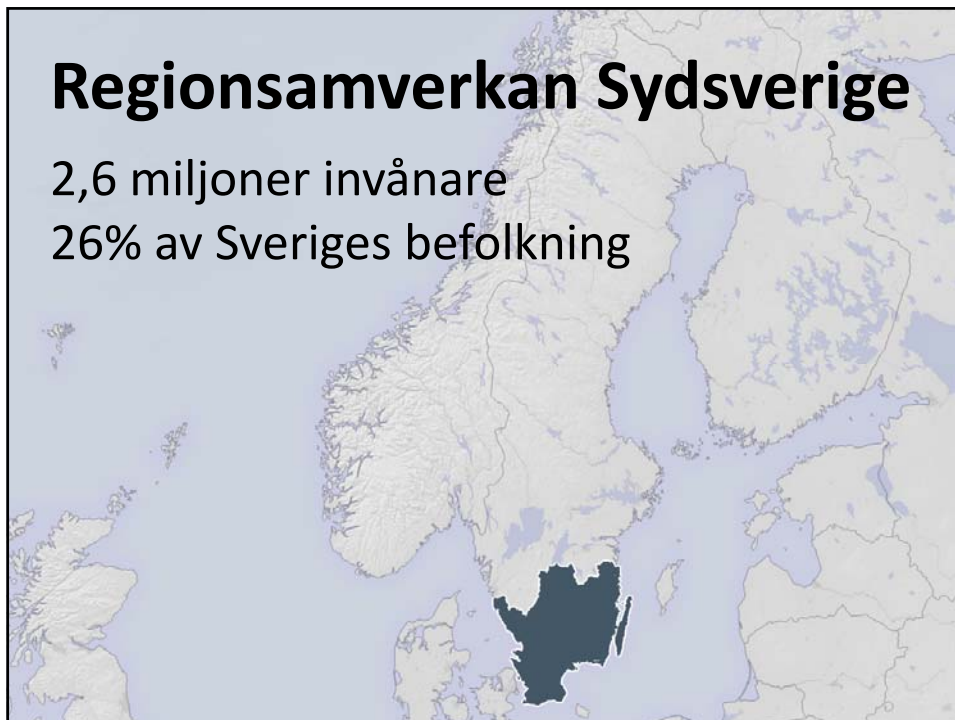 Regionsamverkan Sydsverige
2,6 miljoner invånare
26% av Sveriges befolkning